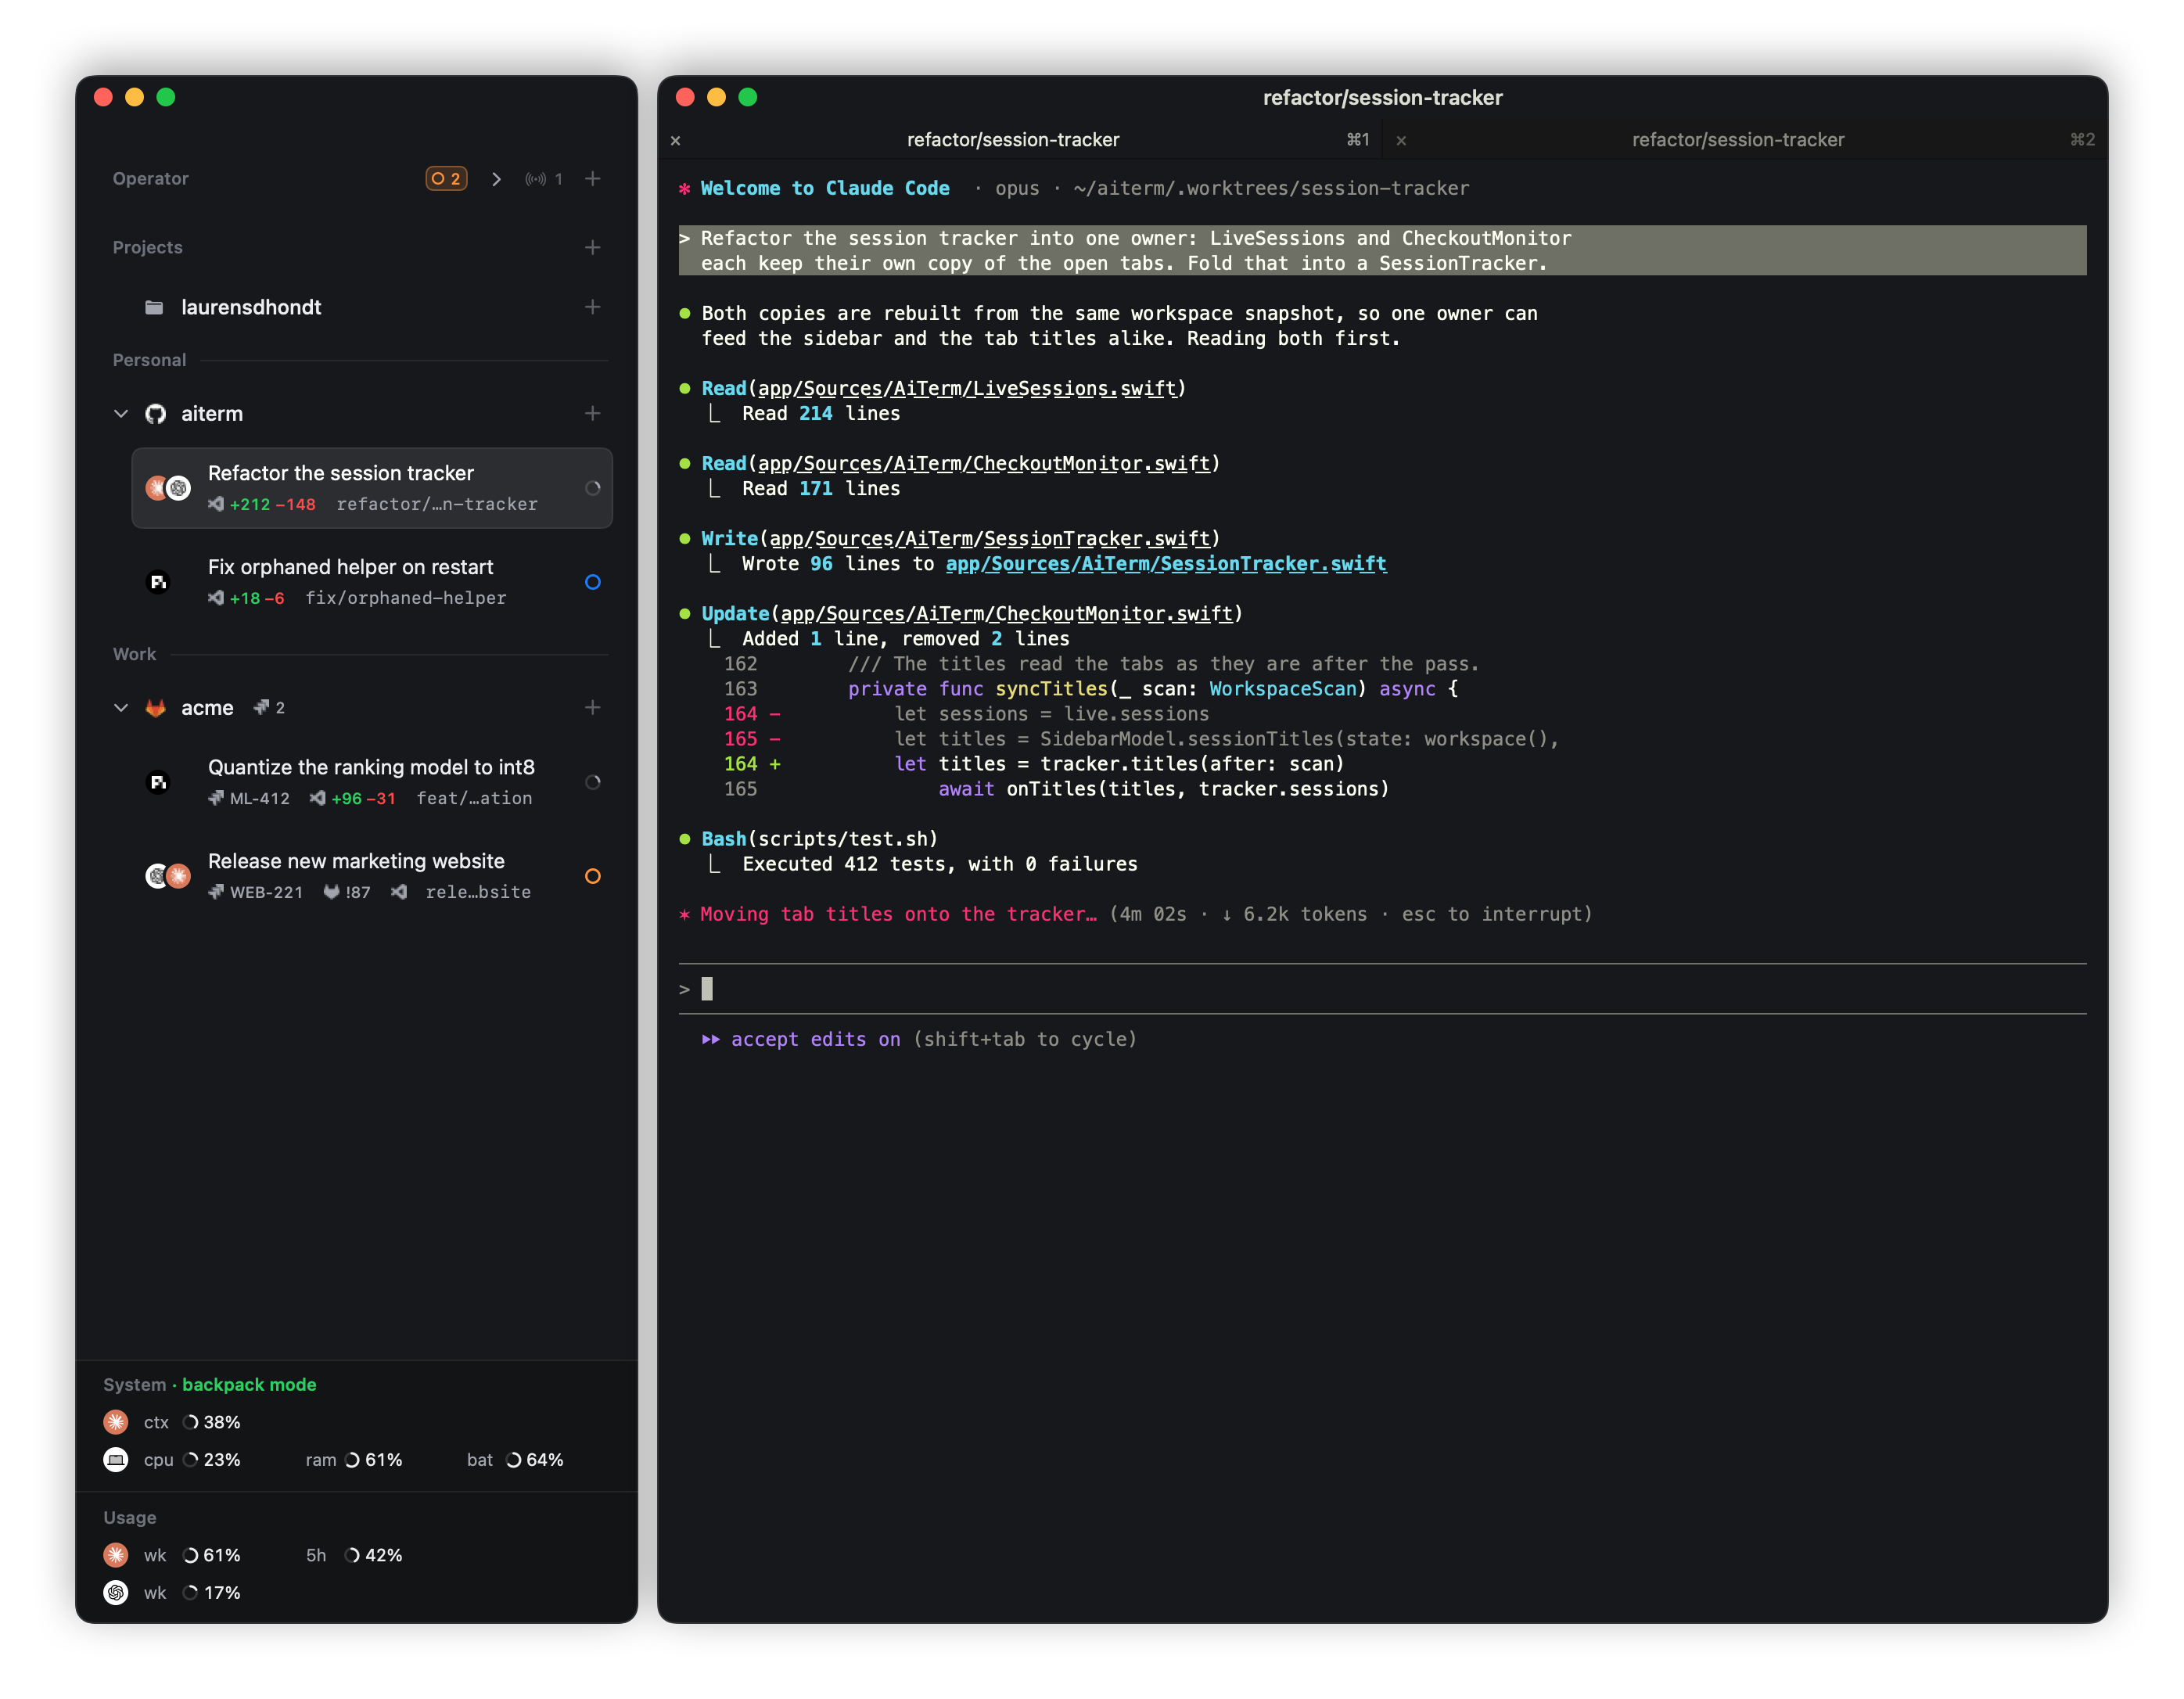 Operator 2 1
Projects
laurensdhondt
Personal
aiterm
Refactor the session tracker
+212 −148 refactor/…n-tracker
Fix orphaned helper on restart
+18 −6 fix/orphaned-helper
Work
acme 2
Quantize the ranking model to int8
ML-412 +96 −31 feat/…ation
Release new marketing website
WEB-221 !87 rele…bsite
System · backpack mode
ctx 38%
cpu 23% ram 61% bat 64%
Usage
wk 61% 5h 42%
wk 17%
refactor/session-tracker
× refactor/session-tracker ⌘1 × refactor/session-tracker ⌘2
✻ Welcome to Claude Code · opus · ~/aiterm/.worktrees/session-tracker
> Refactor the session tracker into one owner: LiveSessions and CheckoutMonitor
each keep their own copy of the open tabs. Fold that into a SessionTracker.
● Both copies are rebuilt from the same workspace snapshot, so one owner can
feed the sidebar and the tab titles alike. Reading both first.
● Read(app/Sources/AiTerm/LiveSessions.swift)
⎿ Read 214 lines
● Read(app/Sources/AiTerm/CheckoutMonitor.swift)
⎿ Read 171 lines
● Write(app/Sources/AiTerm/SessionTracker.swift)
⎿ Wrote 96 lines to app/Sources/AiTerm/SessionTracker.swift
● Update(app/Sources/AiTerm/CheckoutMonitor.swift)
⎿ Added 1 line, removed 2 lines
162 /// The titles read the tabs as they are after the pass.
163 private func syncTitles(_ scan: WorkspaceScan) async {
164 - let sessions = live.sessions
165 - let titles = SidebarModel.sessionTitles(state: workspace(),
164 + let titles = tracker.titles(after: scan)
165 await onTitles(titles, tracker.sessions)
● Bash(scripts/test.sh)
⎿ Executed 412 tests, with 0 failures
✶ Moving tab titles onto the tracker… (4m 02s · ↓ 6.2k tokens · esc to interrupt)
>
⏵⏵ accept edits on (shift+tab to cycle)